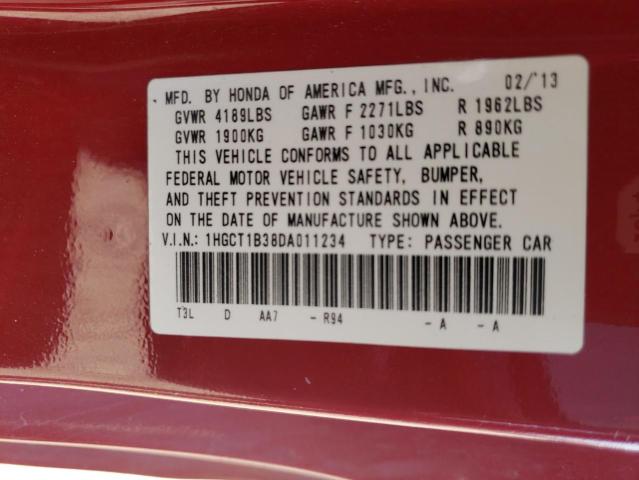 MFD. BY HONDA OF AMERICA MFG., INC. 02/'13
GVWR 4189LBS GAWR F 2271LBS R 1962LBS
GVWR 1900KG GAWR F 1030KG R 890KG
THIS VEHICLE CONFORMS TO ALL APPLICABLE
FEDERAL MOTOR VEHICLE SAFETY, BUMPER,
AND THEFT PREVENTION STANDARDS IN EFFECT
ON THE DATE OF MANUFACTURE SHOWN ABOVE.
V.I.N.: 1HGCT1B38DA011234 TYPE: PASSENGER CAR
T3L D AA7 - R94 - A - A